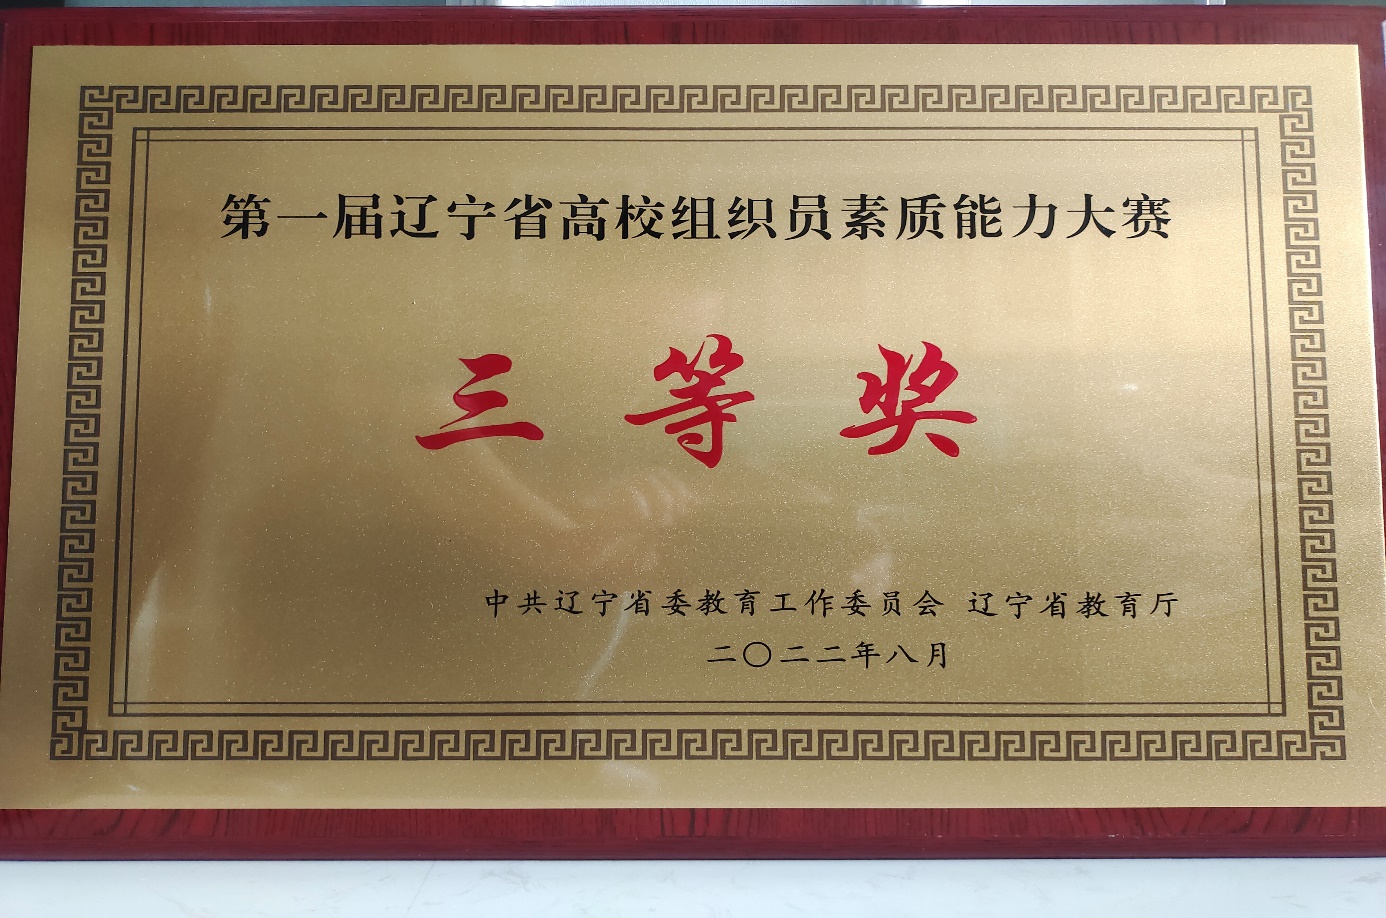 第一届辽宁省高校组织员素质能力大赛
三等奖
中共辽宁省委教育工作委员会 辽宁省教育厅
二〇二二年八月